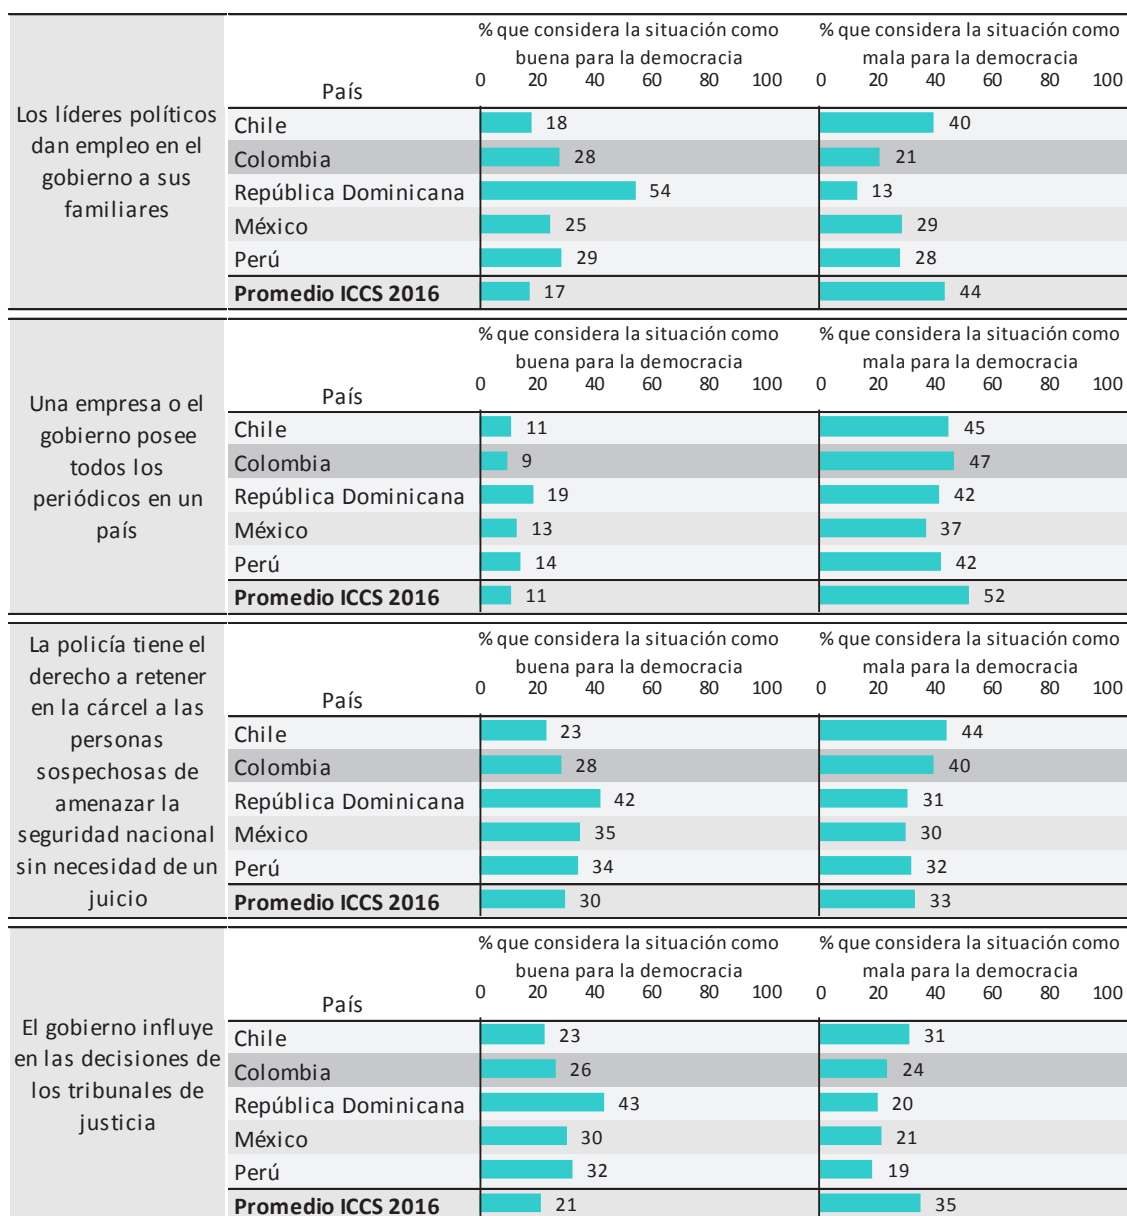 Los líderes políticos
dan empleo en el
gobierno a sus
familiares
% que considera la situación como
buena para la democracia
% que considera la situación como
mala para la democracia
País
0 20 40 60 80 100
0 20 40 60 80 100
Chile 18 40
Colombia 28 21
República Dominicana 54 13
México 25 29
Perú 29 28
Promedio ICCS 2016 17 44
Una empresa o el
gobierno posee
todos los
periódicos en un
país
% que considera la situación como
buena para la democracia
% que considera la situación como
mala para la democracia
País
0 20 40 60 80 100
0 20 40 60 80 100
Chile 11 45
Colombia 9 47
República Dominicana 19 42
México 13 37
Perú 14 42
Promedio ICCS 2016 11 52
La policía tiene el
derecho a retener
en la cárcel a las
personas
sospechosas de
amenazar la
seguridad nacional
sin necesidad de un
juicio
% que considera la situación como
buena para la democracia
% que considera la situación como
mala para la democracia
País
0 20 40 60 80 100
0 20 40 60 80 100
Chile 23 44
Colombia 28 40
República Dominicana 42 31
México 35 30
Perú 34 32
Promedio ICCS 2016 30 33
El gobierno influye
en las decisiones de
los tribunales de
justicia
% que considera la situación como
buena para la democracia
% que considera la situación como
mala para la democracia
País
0 20 40 60 80 100
0 20 40 60 80 100
Chile 23 31
Colombia 26 24
República Dominicana 43 20
México 30 21
Perú 32 19
Promedio ICCS 2016 21 35